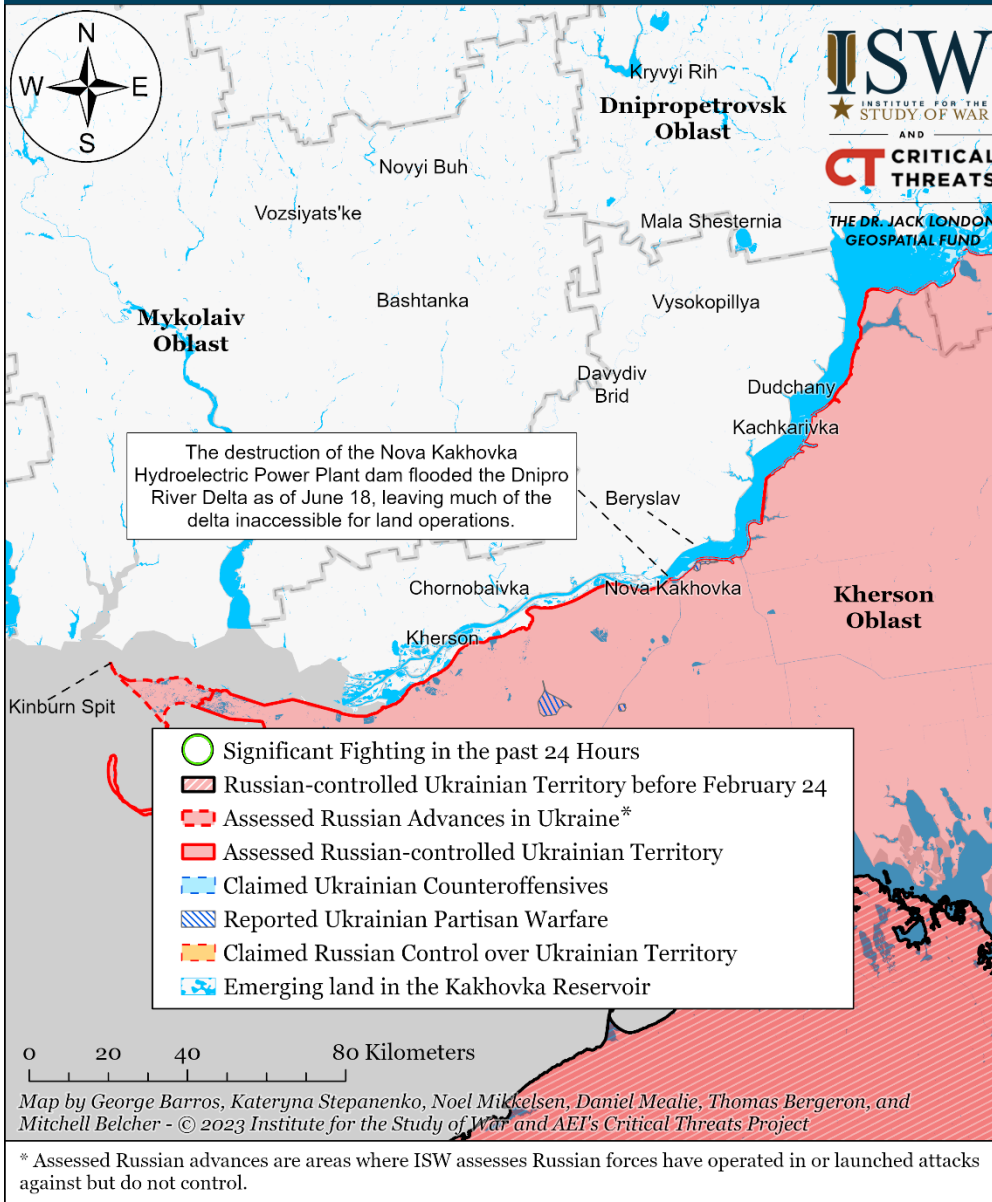 N
W
E
S
ISW
INSTITUTE FOR THE
STUDY OF WAR
AND
CT CRITICAL
THREATS
THE DR. JACK LONDON
GEOSPATIAL FUND
Kryvyi Rih
Dnipropetrovsk
Oblast
Novyi Buh
Vozsiyats'ke
Mala Shesternia
Bashtanka
Vysokopillya
Mykolaiv
Oblast
Davydiv
Brid
Dudchany
Kachkarivka
The destruction of the Nova Kakhovka
Hydroelectric Power Plant dam flooded the Dnipro
River Delta as of June 18, leaving much of the
delta inaccessible for land operations.
Beryslav
Chornobaivka
Nova Kakhovka
Kherson
Oblast
Kherson
Kinburn Spit
Significant Fighting in the past 24 Hours
Russian-controlled Ukrainian Territory before February 24
Assessed Russian Advances in Ukraine*
Assessed Russian-controlled Ukrainian Territory
Claimed Ukrainian Counteroffensives
Reported Ukrainian Partisan Warfare
Claimed Russian Control over Ukrainian Territory
Emerging land in the Kakhovka Reservoir
0 20 40 80 Kilometers
Map by George Barros, Kateryna Stepanenko, Noel Mikkelsen, Daniel Mealie, Thomas Bergeron, and
Mitchell Belcher - © 2023 Institute for the Study of War and AEI's Critical Threats Project
* Assessed Russian advances are areas where ISW assesses Russian forces have operated in or launched attacks
against but do not control.